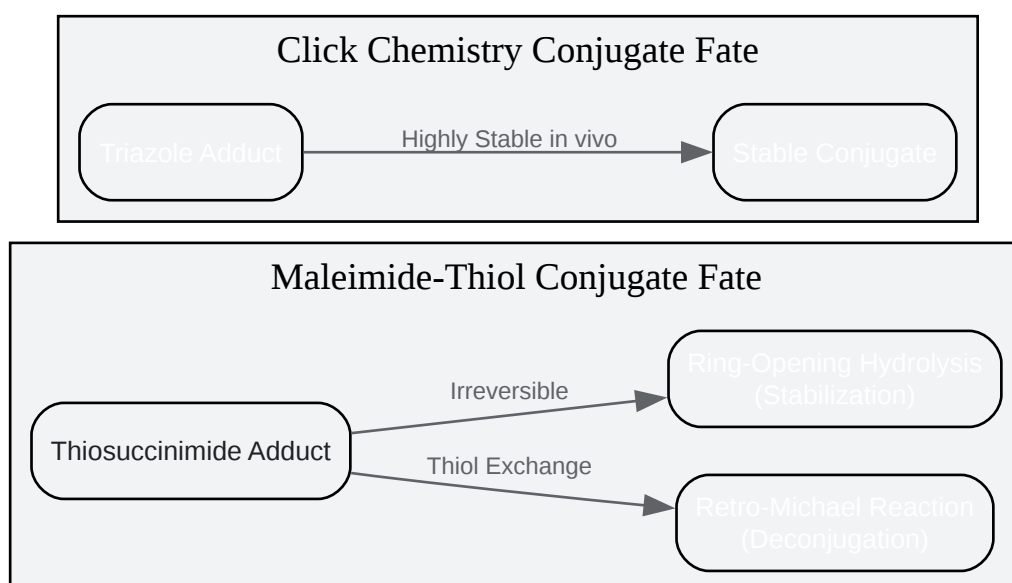 Click Chemistry Conjugate Fate
Triazole Adduct
Highly Stable in vivo
Stable Conjugate
Maleimide-Thiol Conjugate Fate
Thiosuccinimide Adduct
Irreversible
Ring-Opening Hydrolysis
(Stabilization)
Thiol Exchange
Retro-Michael Reaction
(Deconjugation)